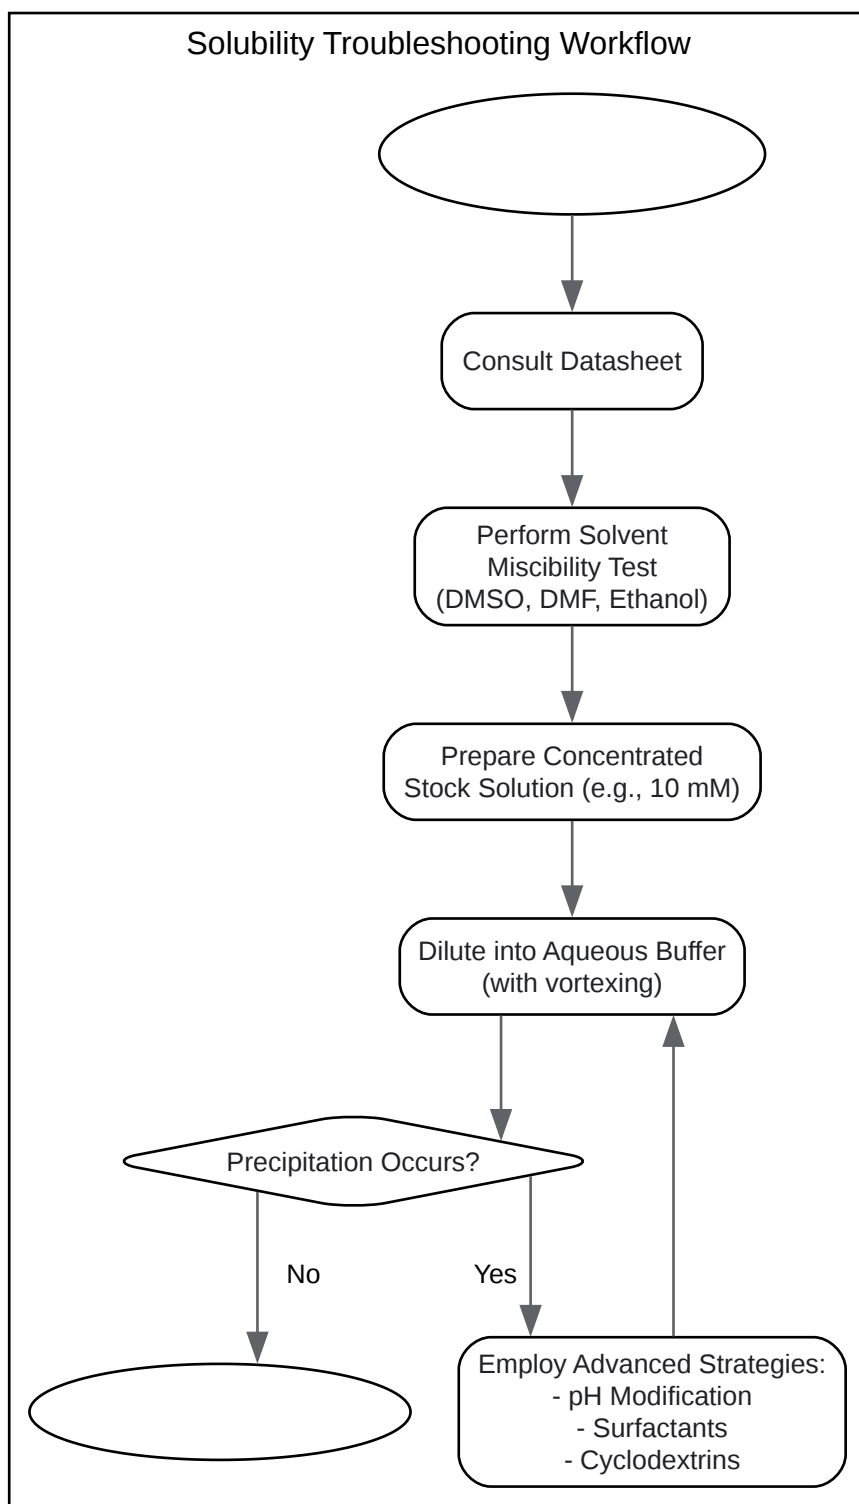 Solubility Troubleshooting Workflow
Consult Datasheet
Perform Solvent
Miscibility Test
(DMSO, DMF, Ethanol)
Prepare Concentrated
Stock Solution (e.g., 10 mM)
Dilute into Aqueous Buffer
(with vortexing)
Precipitation Occurs?
No
Yes
Employ Advanced Strategies:
- pH Modification
- Surfactants
- Cyclodextrins